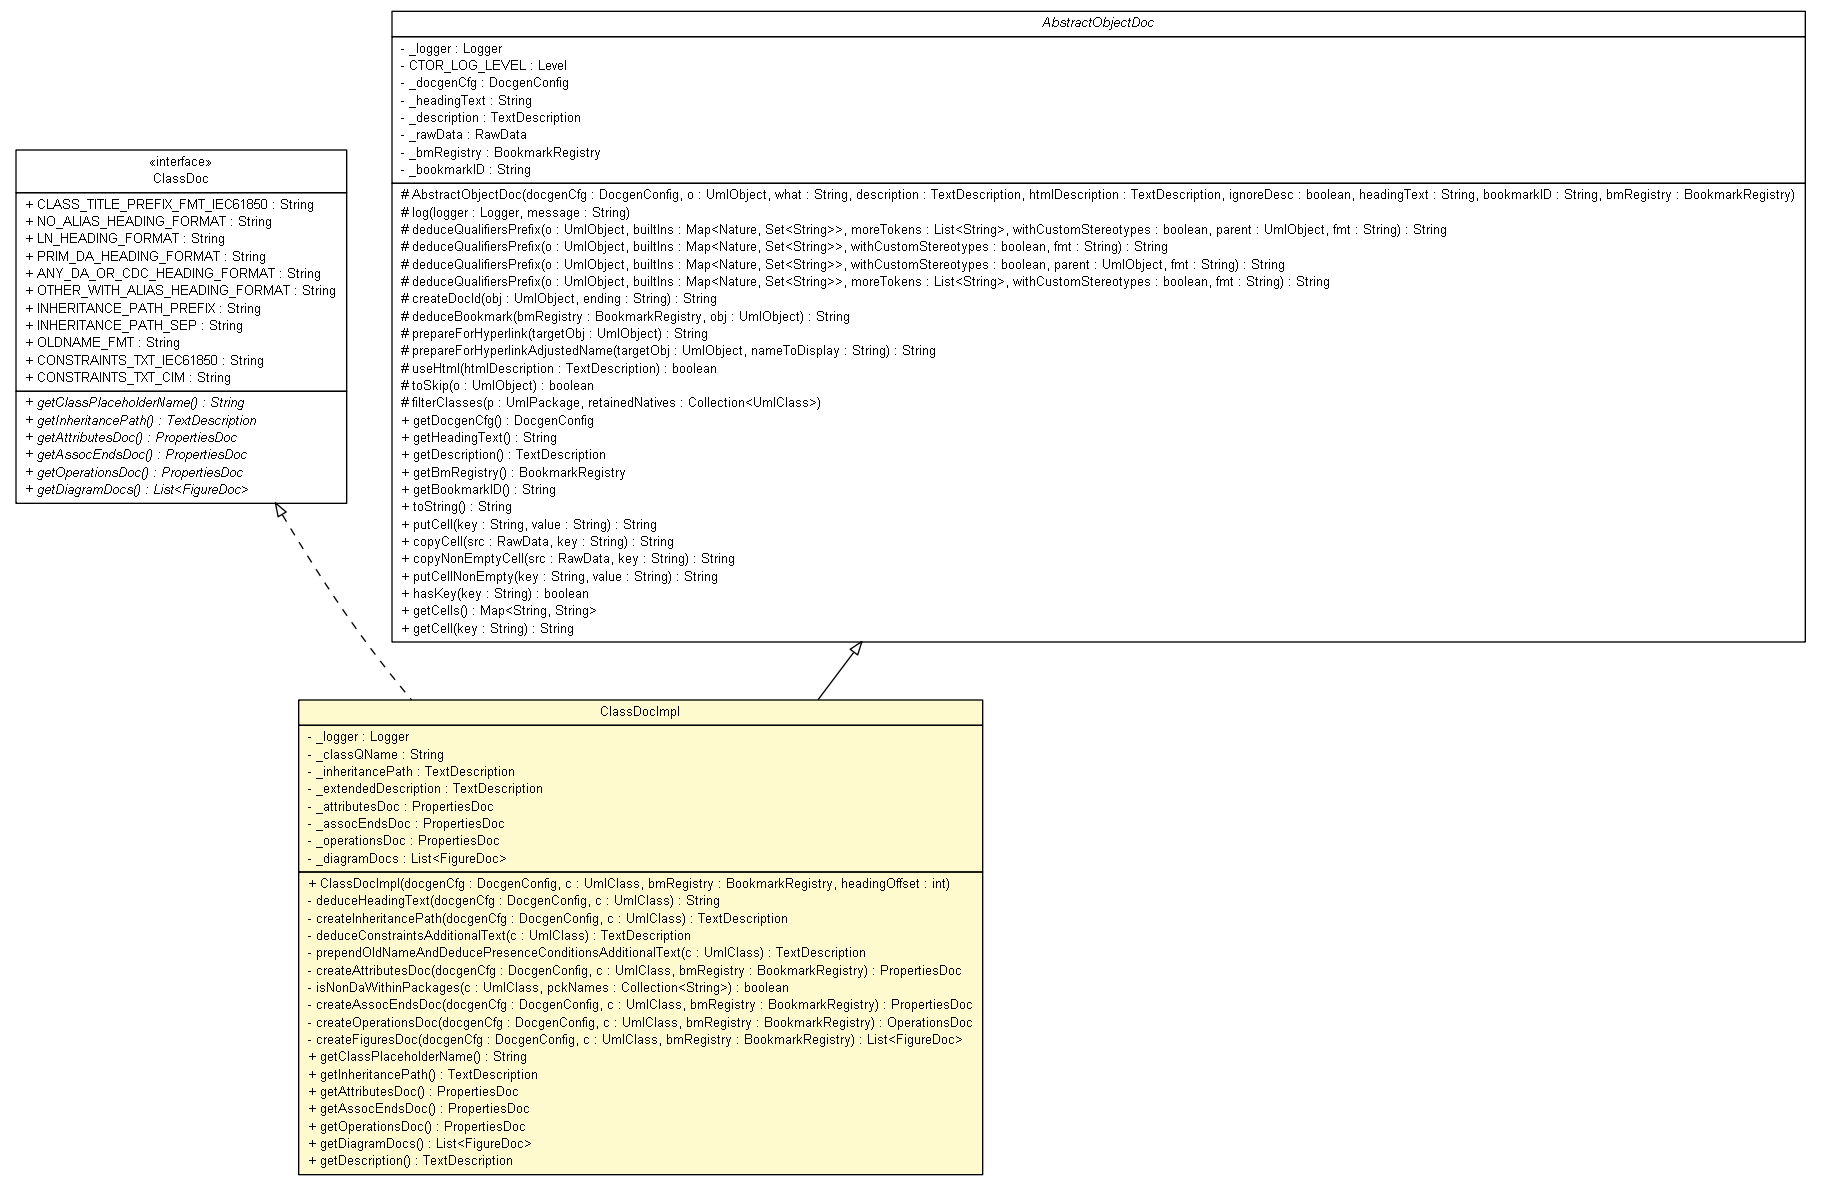 AbstractObjectDoc
- _logger : Logger
- CTOR_LOG_LEVEL : Level
- _docgenCfg : DocgenConfig
- _headingText : String
- _description : TextDescription
- _rawData : RawData
- _bmRegistry : BookmarkRegistry
- _bookmarkID : String
# AbstractObjectDoc(docgenCfg : DocgenConfig, o : UmlObject, what : String, description : TextDescription, htmlDescription : TextDescription, ignoreDesc : boolean, headingText : String, bookmarkID : String, bmRegistry : BookmarkRegistry)
# log(logger : Logger, message : String)
# deduceQualifiersPrefix(o : UmlObject, builtIns : Map<Nature, Set<String>>, moreTokens : List<String>, withCustomStereotypes : boolean, parent : UmlObject, fmt : String) : String
# deduceQualifiersPrefix(o : UmlObject, builtIns : Map<Nature, Set<String>>, withCustomStereotypes : boolean, fmt : String) : String
# deduceQualifiersPrefix(o : UmlObject, builtIns : Map<Nature, Set<String>>, withCustomStereotypes : boolean, parent : UmlObject, fmt : String) : String
# deduceQualifiersPrefix(o : UmlObject, builtIns : Map<Nature, Set<String>>, moreTokens : List<String>, withCustomStereotypes : boolean, fmt : String) : String
# createDocId(obj : UmlObject, ending : String) : String
# deduceBookmark(bmRegistry : BookmarkRegistry, obj : UmlObject) : String
# prepareForHyperlink(targetObj : UmlObject) : String
# prepareForHyperlinkAdjustedName(targetObj : UmlObject, nameToDisplay : String) : String
# useHtml(htmlDescription : TextDescription) : boolean
# toSkip(o : UmlObject) : boolean
# filterClasses(p : UmlPackage, retainedNatives : Collection<UmlClass>)
+ getDocgenCfg() : DocgenConfig
+ getHeadingText() : String
+ getDescription() : TextDescription
+ getBmRegistry() : BookmarkRegistry
+ getBookmarkID() : String
+ toString() : String
+ putCell(key : String, value : String) : String
+ copyCell(src : RawData, key : String) : String
+ copyNonEmptyCell(src : RawData, key : String) : String
+ putCellNonEmpty(key : String, value : String) : String
+ hasKey(key : String) : boolean
+ getCells() : Map<String, String>
+ getCell(key : String) : String
«interface»
ClassDoc
+ CLASS_TITLE_PREFIX_FMT_IEC61850 : String
+ NO_ALIAS_HEADING_FORMAT : String
+ LN_HEADING_FORMAT : String
+ PRIM_DA_HEADING_FORMAT : String
+ ANY_DA_OR_CDC_HEADING_FORMAT : String
+ OTHER_WITH_ALIAS_HEADING_FORMAT : String
+ INHERITANCE_PATH_PREFIX : String
+ INHERITANCE_PATH_SEP : String
+ OLDNAME_FMT : String
+ CONSTRAINTS_TXT_IEC61850 : String
+ CONSTRAINTS_TXT_CIM : String
+ getClassPlaceholderName() : String
+ getInheritancePath() : TextDescription
+ getAttributesDoc() : PropertiesDoc
+ getAssocEndsDoc() : PropertiesDoc
+ getOperationsDoc() : PropertiesDoc
+ getDiagramDocs() : List<FigureDoc>
ClassDocImpl
- _logger : Logger
- _classQName : String
- _inheritancePath : TextDescription
- _extendedDescription : TextDescription
- _attributesDoc : PropertiesDoc
- _assocEndsDoc : PropertiesDoc
- _operationsDoc : PropertiesDoc
- _diagramDocs : List<FigureDoc>
+ ClassDocImpl(docgenCfg : DocgenConfig, c : UmlClass, bmRegistry : BookmarkRegistry, headingOffset : int)
- deduceHeadingText(docgenCfg : DocgenConfig, c : UmlClass) : String
- createInheritancePath(docgenCfg : DocgenConfig, c : UmlClass) : TextDescription
- deduceConstraintsAdditionalText(c : UmlClass) : TextDescription
- prependOldNameAndDeducePresenceConditionsAdditionalText(c : UmlClass) : TextDescription
- createAttributesDoc(docgenCfg : DocgenConfig, c : UmlClass, bmRegistry : BookmarkRegistry) : PropertiesDoc
- isNonDaWithinPackages(c : UmlClass, pckNames : Collection<String>) : boolean
- createAssocEndsDoc(docgenCfg : DocgenConfig, c : UmlClass, bmRegistry : BookmarkRegistry) : PropertiesDoc
- createOperationsDoc(docgenCfg : DocgenConfig, c : UmlClass, bmRegistry : BookmarkRegistry) : OperationsDoc
- createFiguresDoc(docgenCfg : DocgenConfig, c : UmlClass, bmRegistry : BookmarkRegistry) : List<FigureDoc>
+ getClassPlaceholderName() : String
+ getInheritancePath() : TextDescription
+ getAttributesDoc() : PropertiesDoc
+ getAssocEndsDoc() : PropertiesDoc
+ getOperationsDoc() : PropertiesDoc
+ getDiagramDocs() : List<FigureDoc>
+ getDescription() : TextDescription